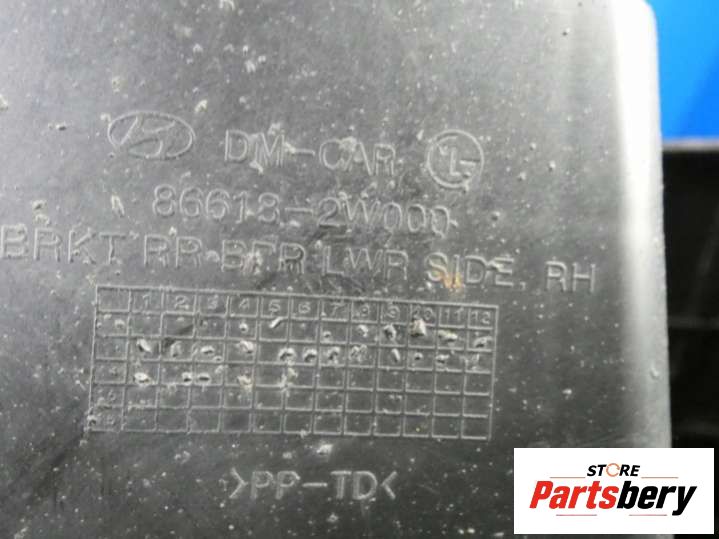 DM-CAR L
86618-2W000
BRKT RR BPR LWR SIDE, RH
1 2 3 4 5 6 7 8 9 10 11 12
>PP-TD<
STORE
Partsbery